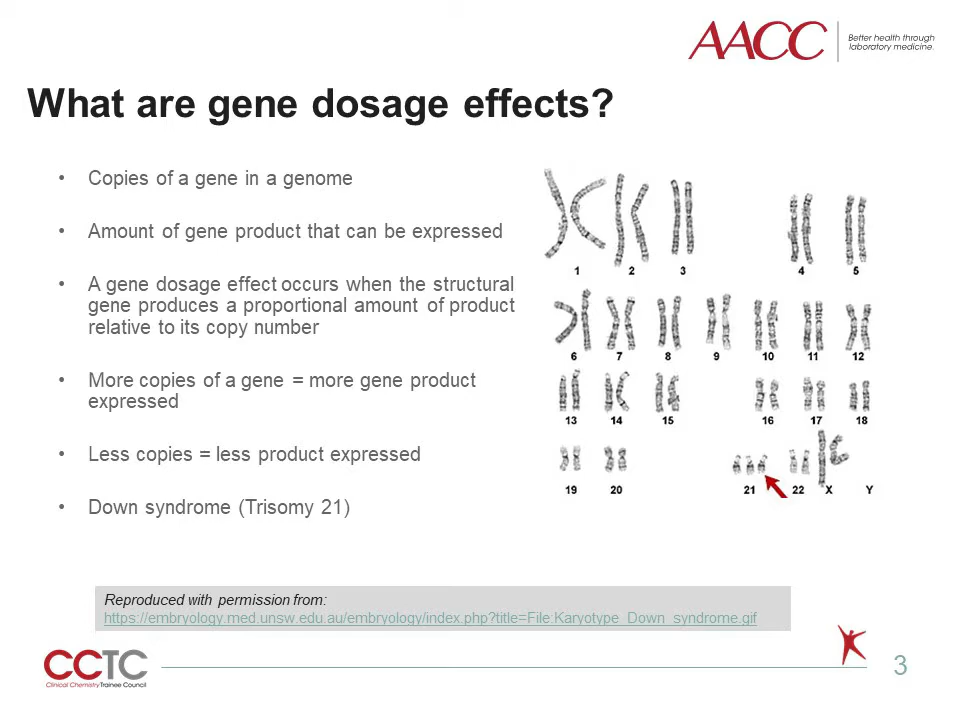 AACC
Better health through
laboratory medicine.
What are gene dosage effects?
• Copies of a gene in a genome
• Amount of gene product that can be expressed
• A gene dosage effect occurs when the structural
gene produces a proportional amount of product
relative to its copy number
• More copies of a gene = more gene product
expressed
• Less copies = less product expressed
• Down syndrome (Trisomy 21)
1 2 3 4 5
6 7 8 9 10 11 12
13 14 15 16 17 18
19 20 21 22 X Y
Reproduced with permission from:
https://embryology.med.unsw.edu.au/embryology/index.php?title=File:Karyotype_Down_syndrome.gif
CCTC
Clinical Chemistry Trainee Council
3